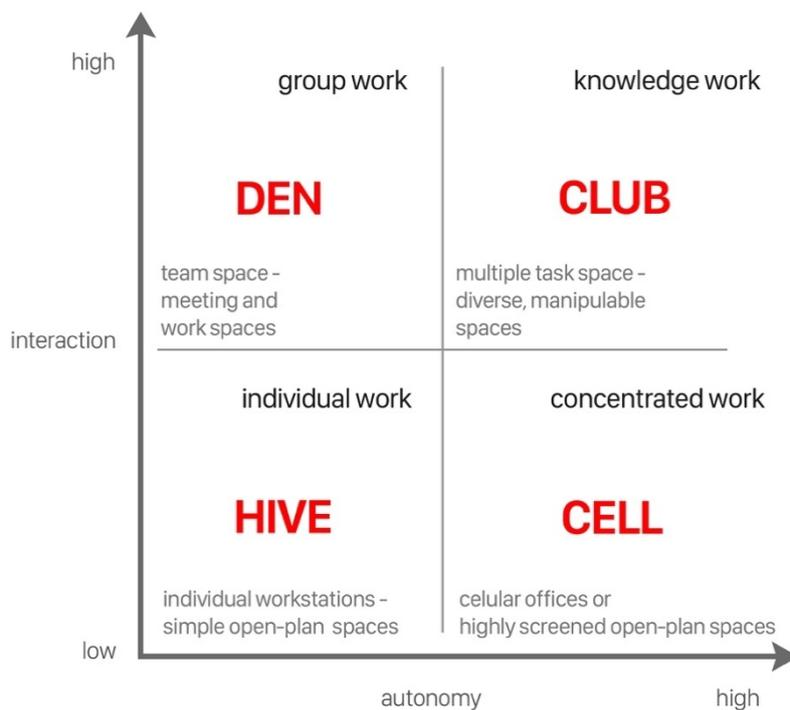 high
group work
knowledge work
DEN
CLUB
team space -
meeting and
work spaces
multiple task space -
diverse, manipulable
spaces
interaction
individual work
concentrated work
HIVE
CELL
individual workstations -
simple open-plan spaces
celular offices or
highly screened open-plan spaces
low
autonomy
high